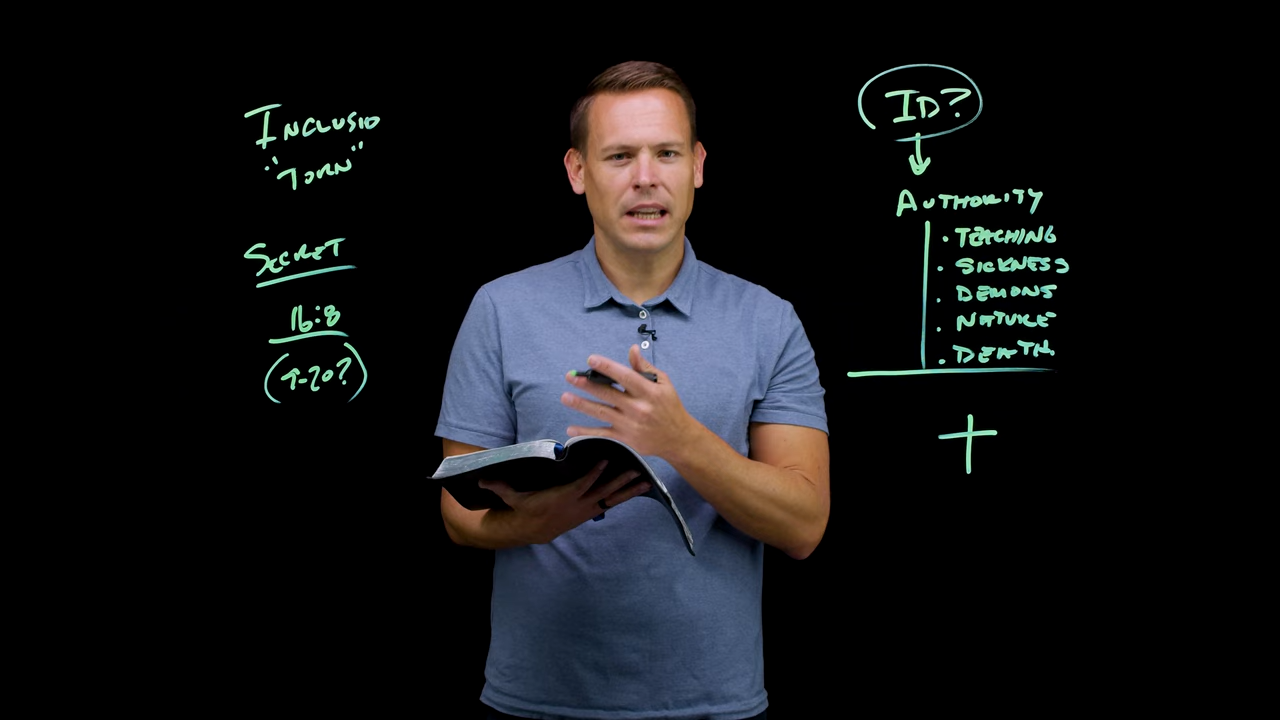 INCLUSIO
"TORN"
SECRET
16:8
(9-20?)
ID?
AUTHORITY
• TEACHING
• SICKNESS
• DEMONS
• NATURE
• DEATH